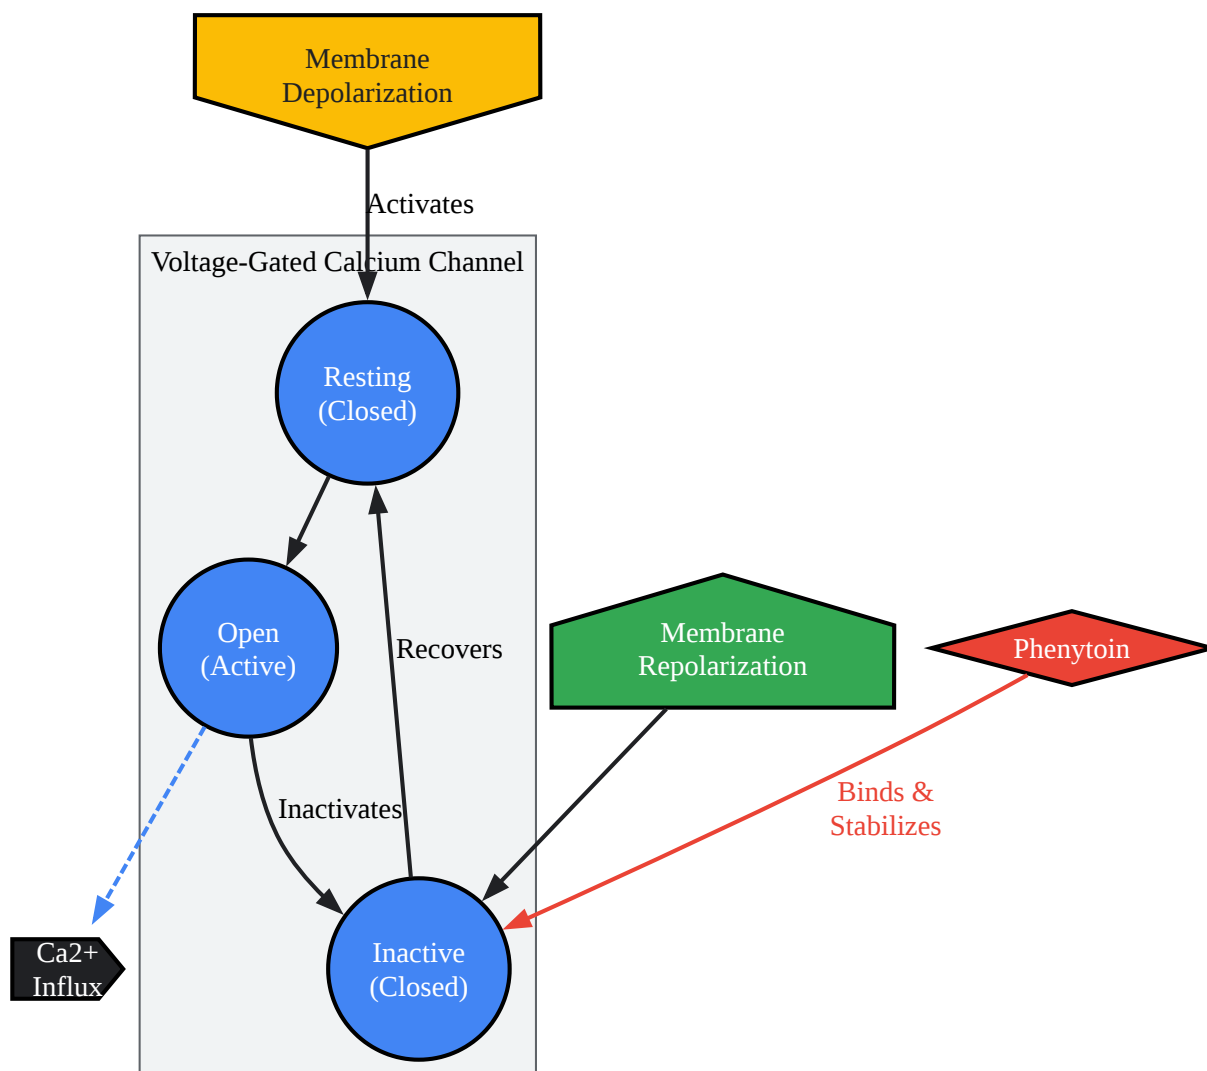 Membrane
Depolarization
Activates
Voltage-Gated Calcium Channel
Resting
(Closed)
Open
(Active)
Recovers
Membrane
Repolarization
Phenytoin
Inactivates
Binds &
Stabilizes
Ca2+
Influx
Inactive
(Closed)